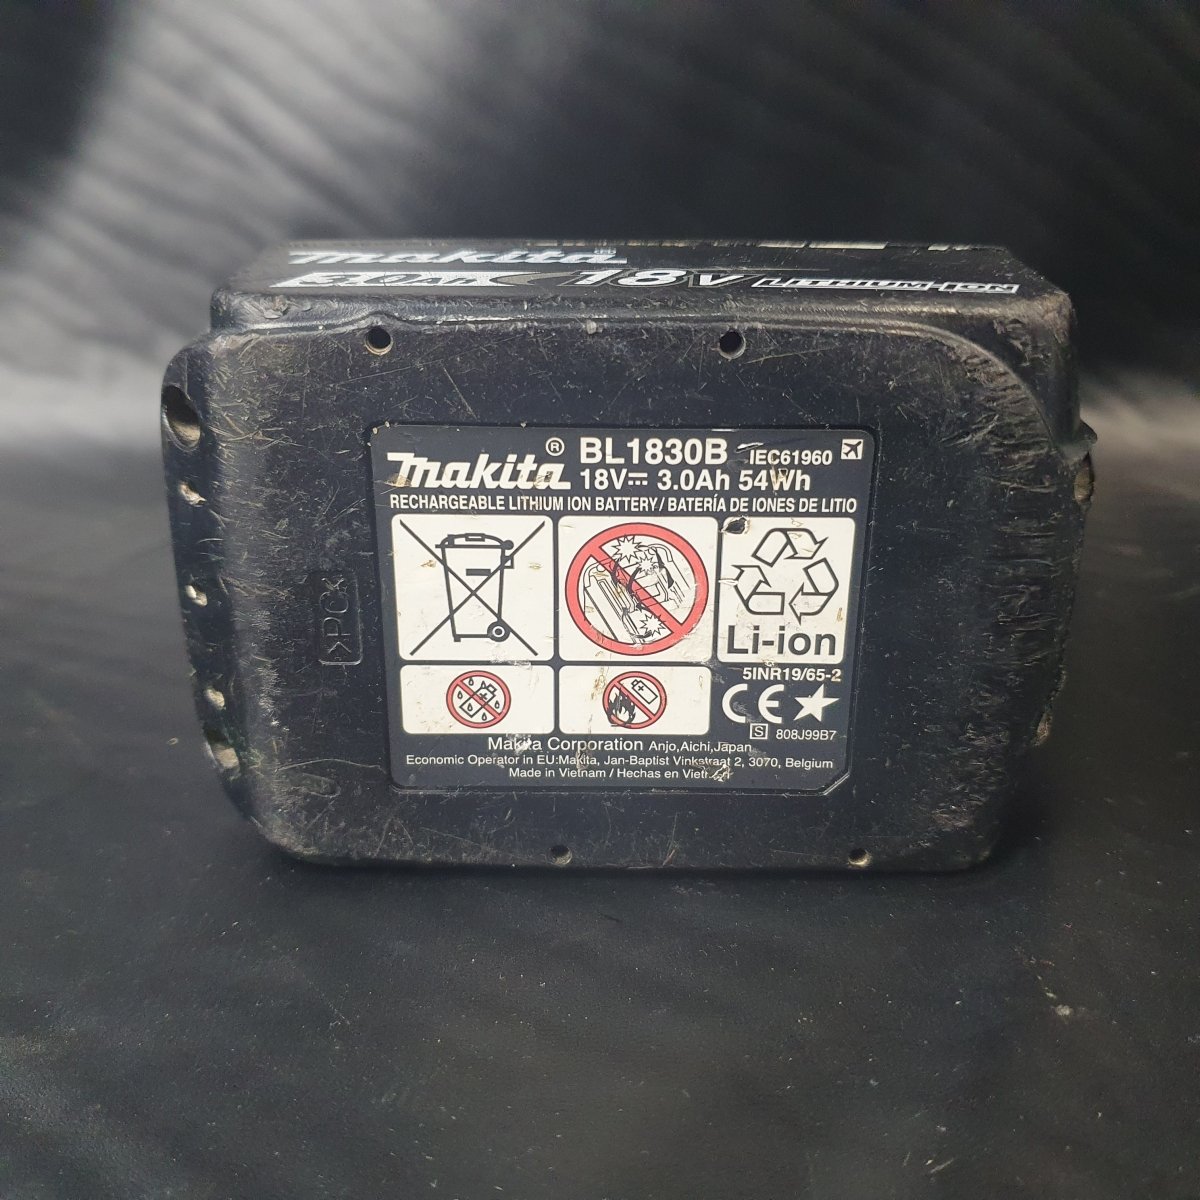 makita
3.0Ah 18V LITHIUM-ION
makita® BL1830B IEC61960
18V⎓ 3.0Ah 54Wh
RECHARGEABLE LITHIUM ION BATTERY / BATERÍA DE IONES DE LITIO
Li-ion
5INR19/65-2
CE
S 808J99B7
Makita Corporation Anjo,Aichi,Japan
Economic Operator in EU:Makita, Jan-Baptist Vinkstraat 2, 3070, Belgium
Made in Vietnam / Hechas en Vietnam
>PC<